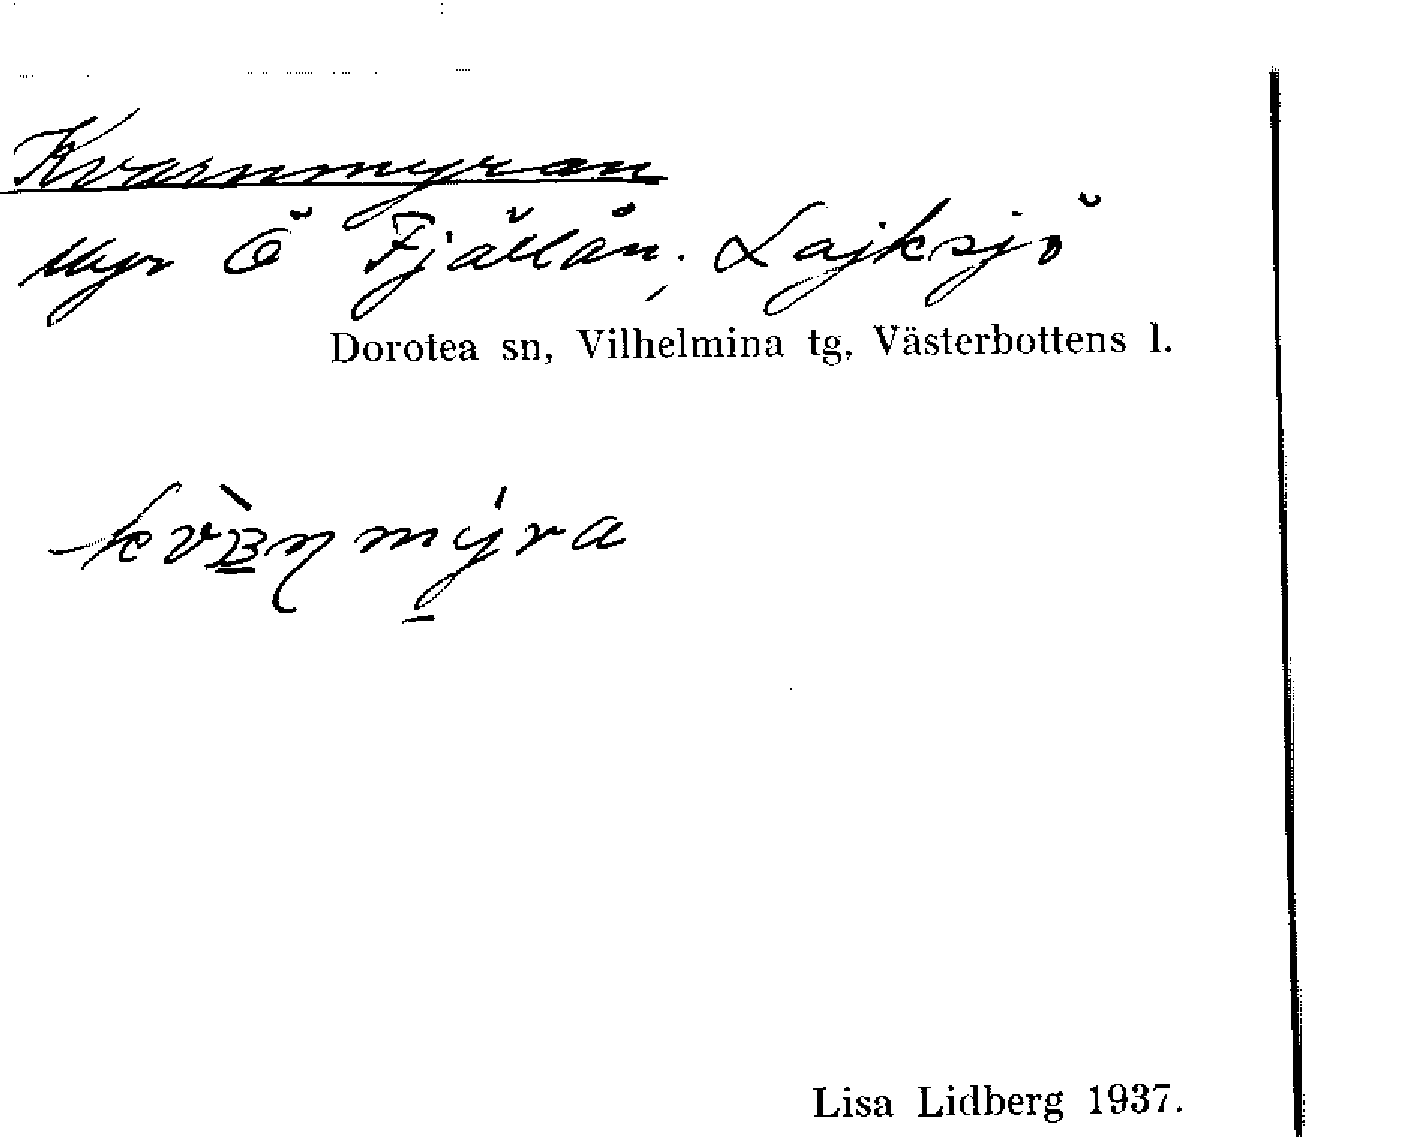 Kvarnmyran
Myr Ö Fjällån, Lajksjö
Dorotea sn, Vilhelmina tg, Västerbottens l.
Lisa Lidberg 1937.